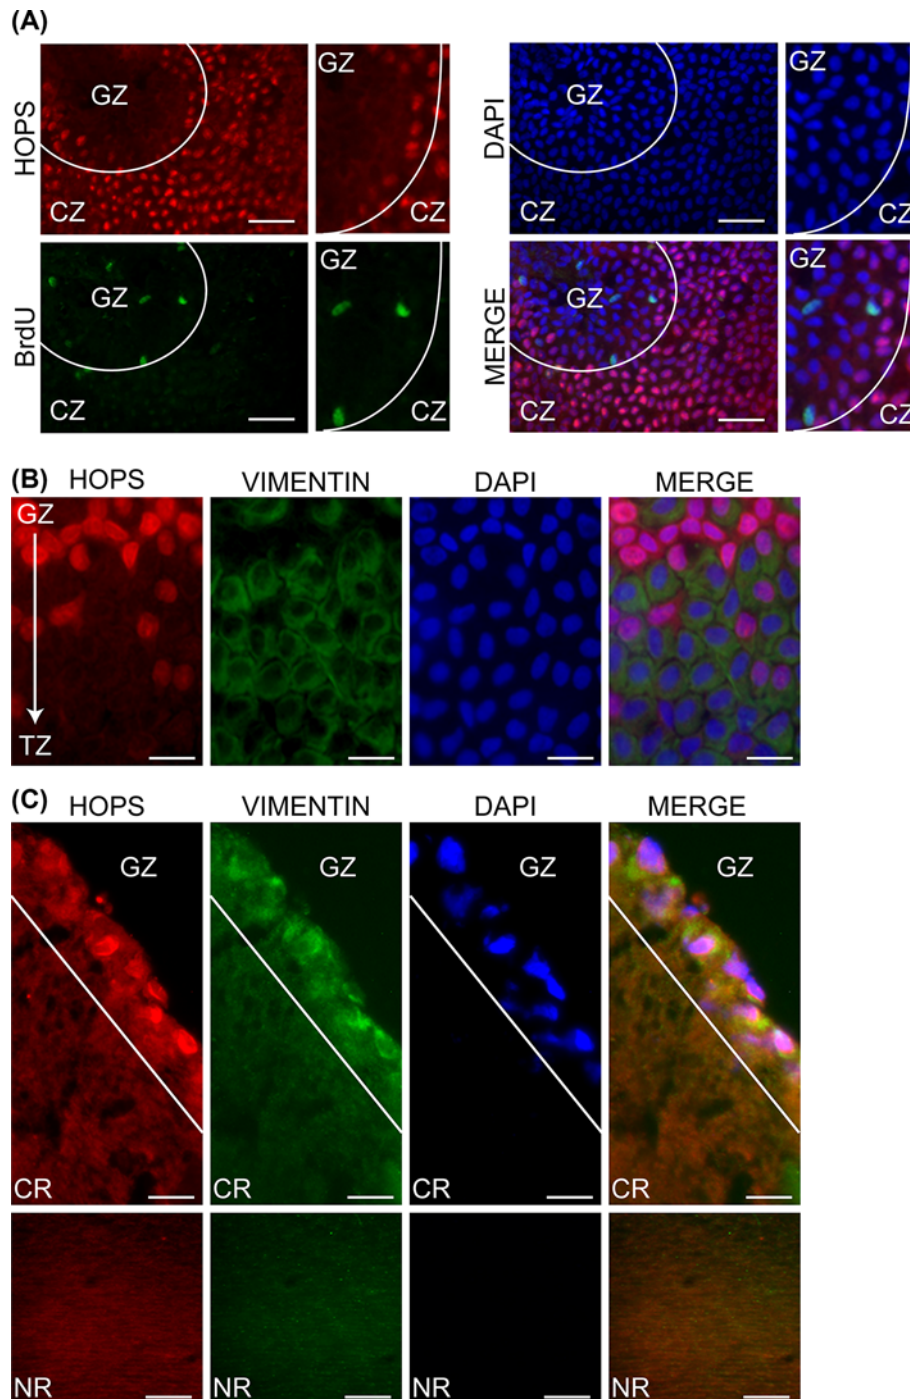 (A)
HOPS
GZ
CZ
GZ
CZ
DAPI
GZ
CZ
GZ
CZ
BrdU
GZ
CZ
GZ
CZ
MERGE
GZ
CZ
GZ
CZ
(B)
HOPS
VIMENTIN
DAPI
MERGE
GZ
TZ
(C)
HOPS
VIMENTIN
DAPI
MERGE
GZ
GZ
GZ
GZ
CR
CR
CR
CR
NR
NR
NR
NR